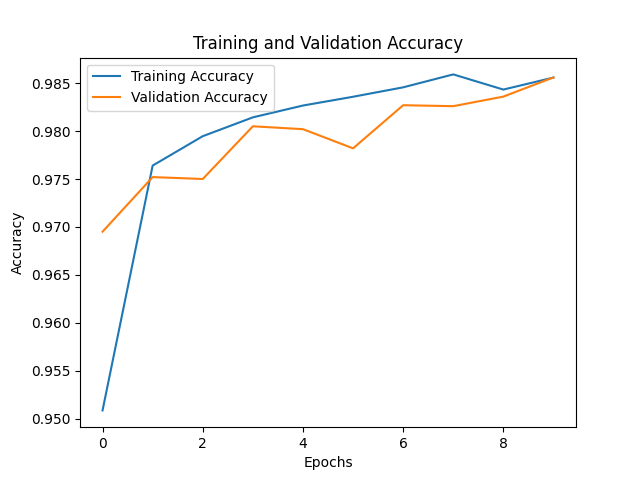 Training and Validation Accuracy
Training Accuracy
Validation Accuracy
0.985
0.980
0.975
0.970
0.965
0.960
0.955
0.950
Accuracy
0 2 4 6 8
Epochs